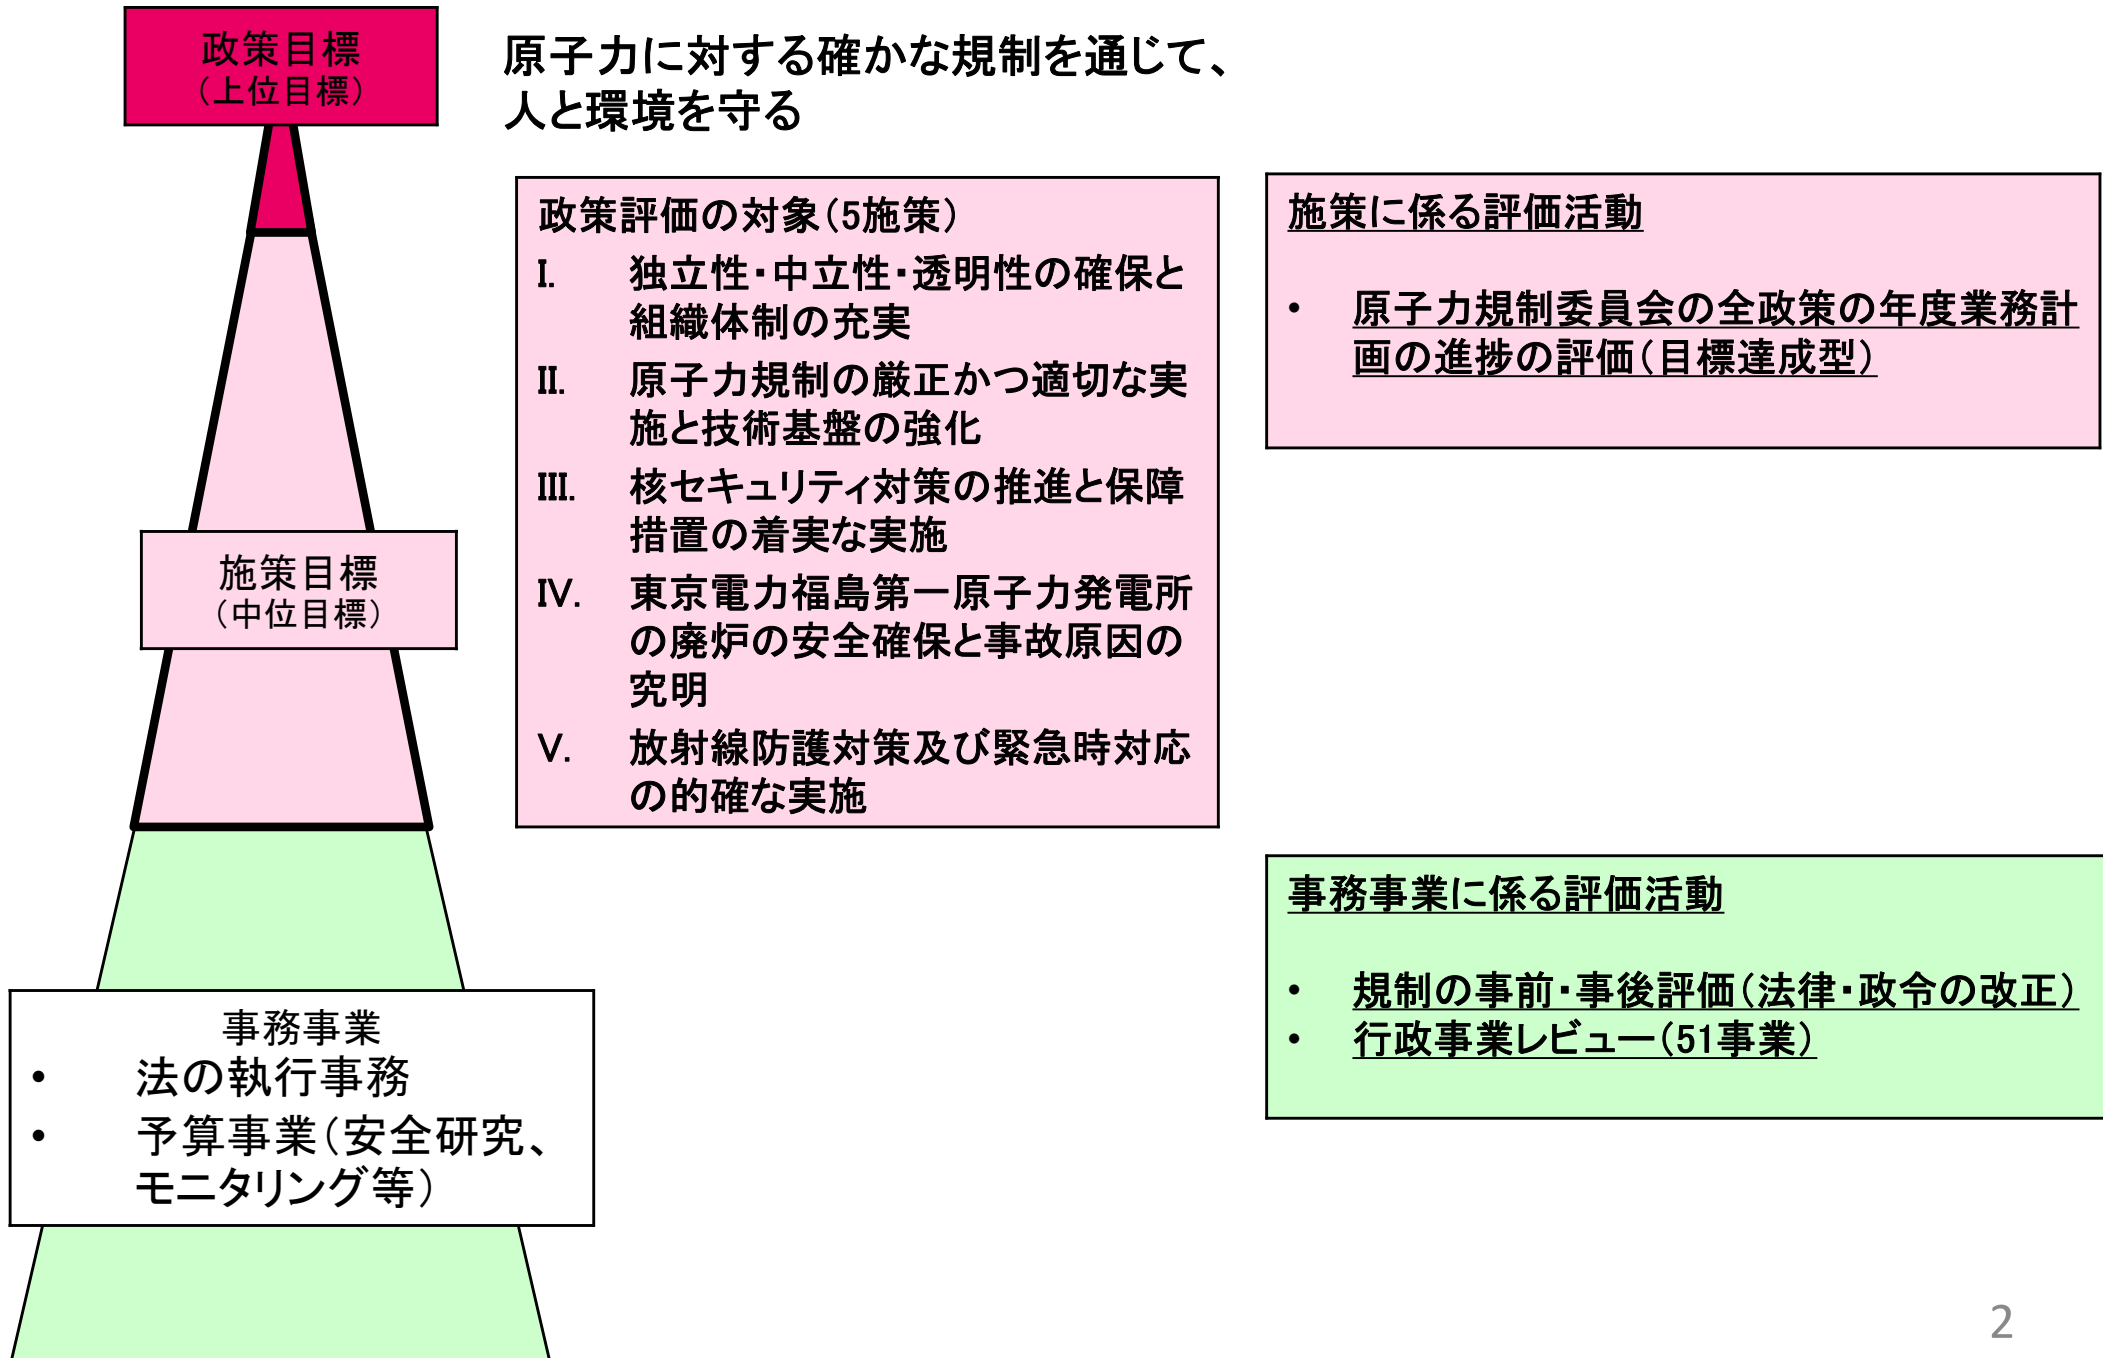 政策目標
（上位目標）
原子力に対する確かな規制を通じて、
人と環境を守る
政策評価の対象（5施策）
I. 独立性・中立性・透明性の確保と
組織体制の充実
II. 原子力規制の厳正かつ適切な実
施と技術基盤の強化
III. 核セキュリティ対策の推進と保障
措置の着実な実施
IV. 東京電力福島第一原子力発電所
の廃炉の安全確保と事故原因の
究明
V. 放射線防護対策及び緊急時対応
の的確な実施
施策に係る評価活動
• 原子力規制委員会の全政策の年度業務計
画の進捗の評価（目標達成型）
施策目標
（中位目標）
事務事業に係る評価活動
• 規制の事前・事後評価（法律・政令の改正）
• 行政事業レビュー（51事業）
事務事業
• 法の執行事務
• 予算事業（安全研究、
モニタリング等）
2